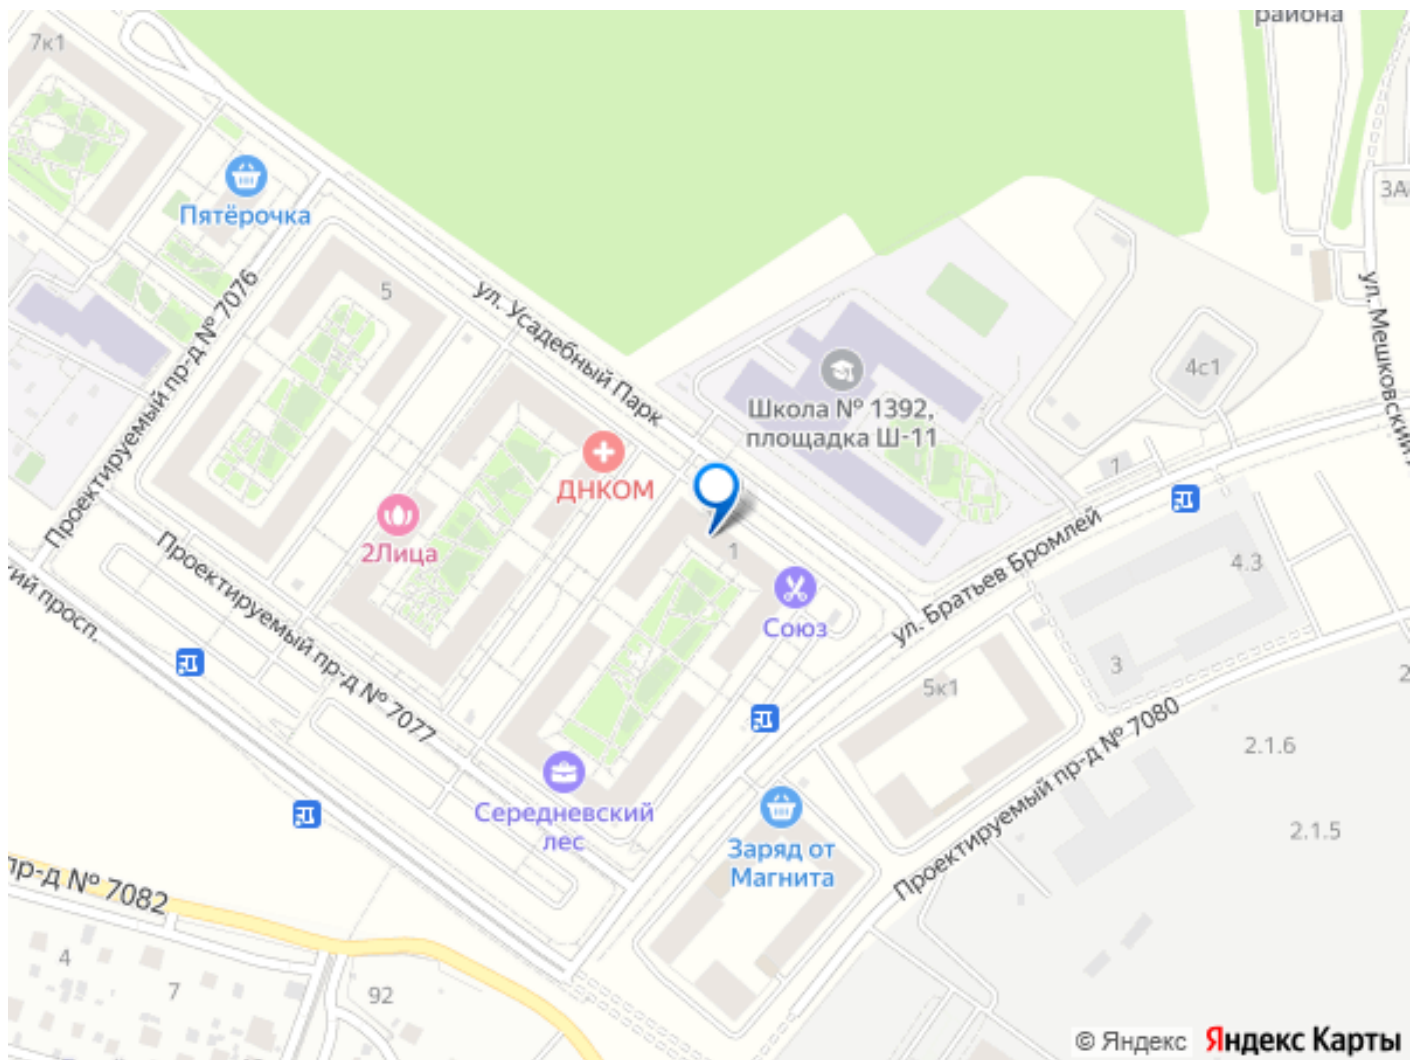 района
7к1
ЗА
Пятёрочка
5
ул. Усадебный Парк
Проектируемый пр-д № 7076
ул. Мешковский
4с1
Школа № 1392,
площадка Ш-11
1
ДНКОМ
2Лица
1
Союз
ул. Братьев Бромлей
4.3
3
2
5к1
Проектируемый пр-д № 7077
просп.
Проектируемый пр-д № 7080
2.1.6
2.1.5
Середневский
лес
Заряд от
Магнита
пр-д № 7082
4
7
92
© Яндекс Яндекс Карты